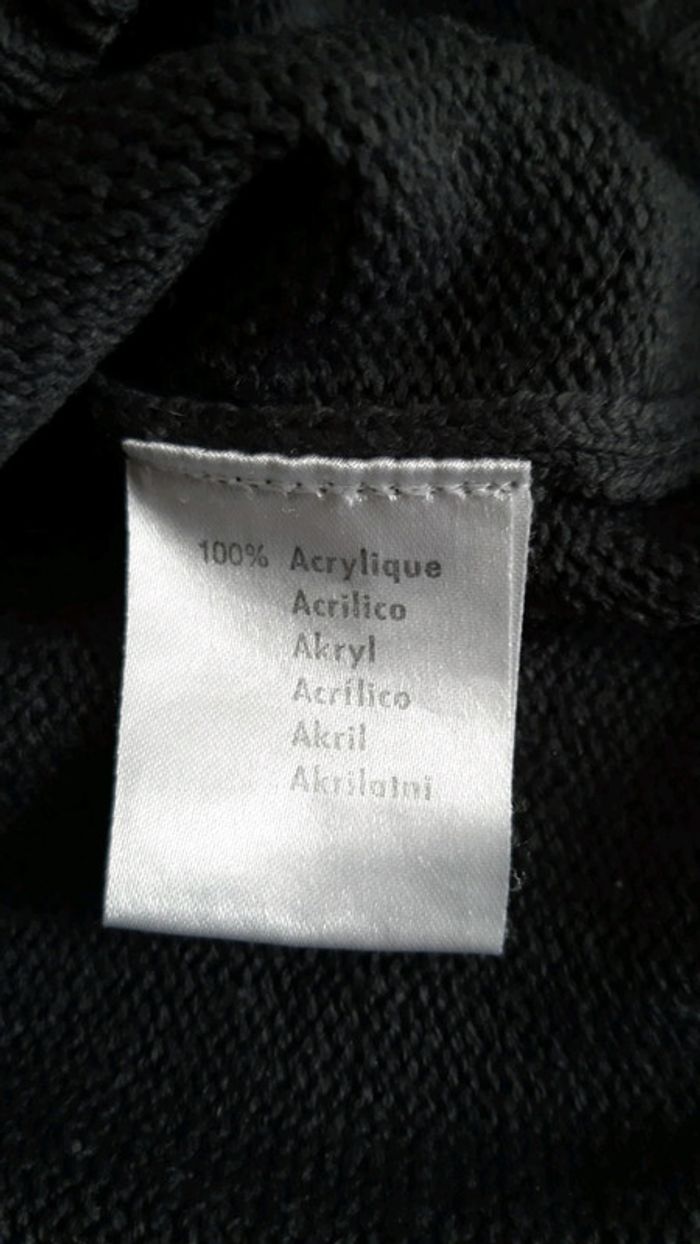 100% Acrylique
Acrilico
Akryl
Acrílico
Akril
Akrilatni